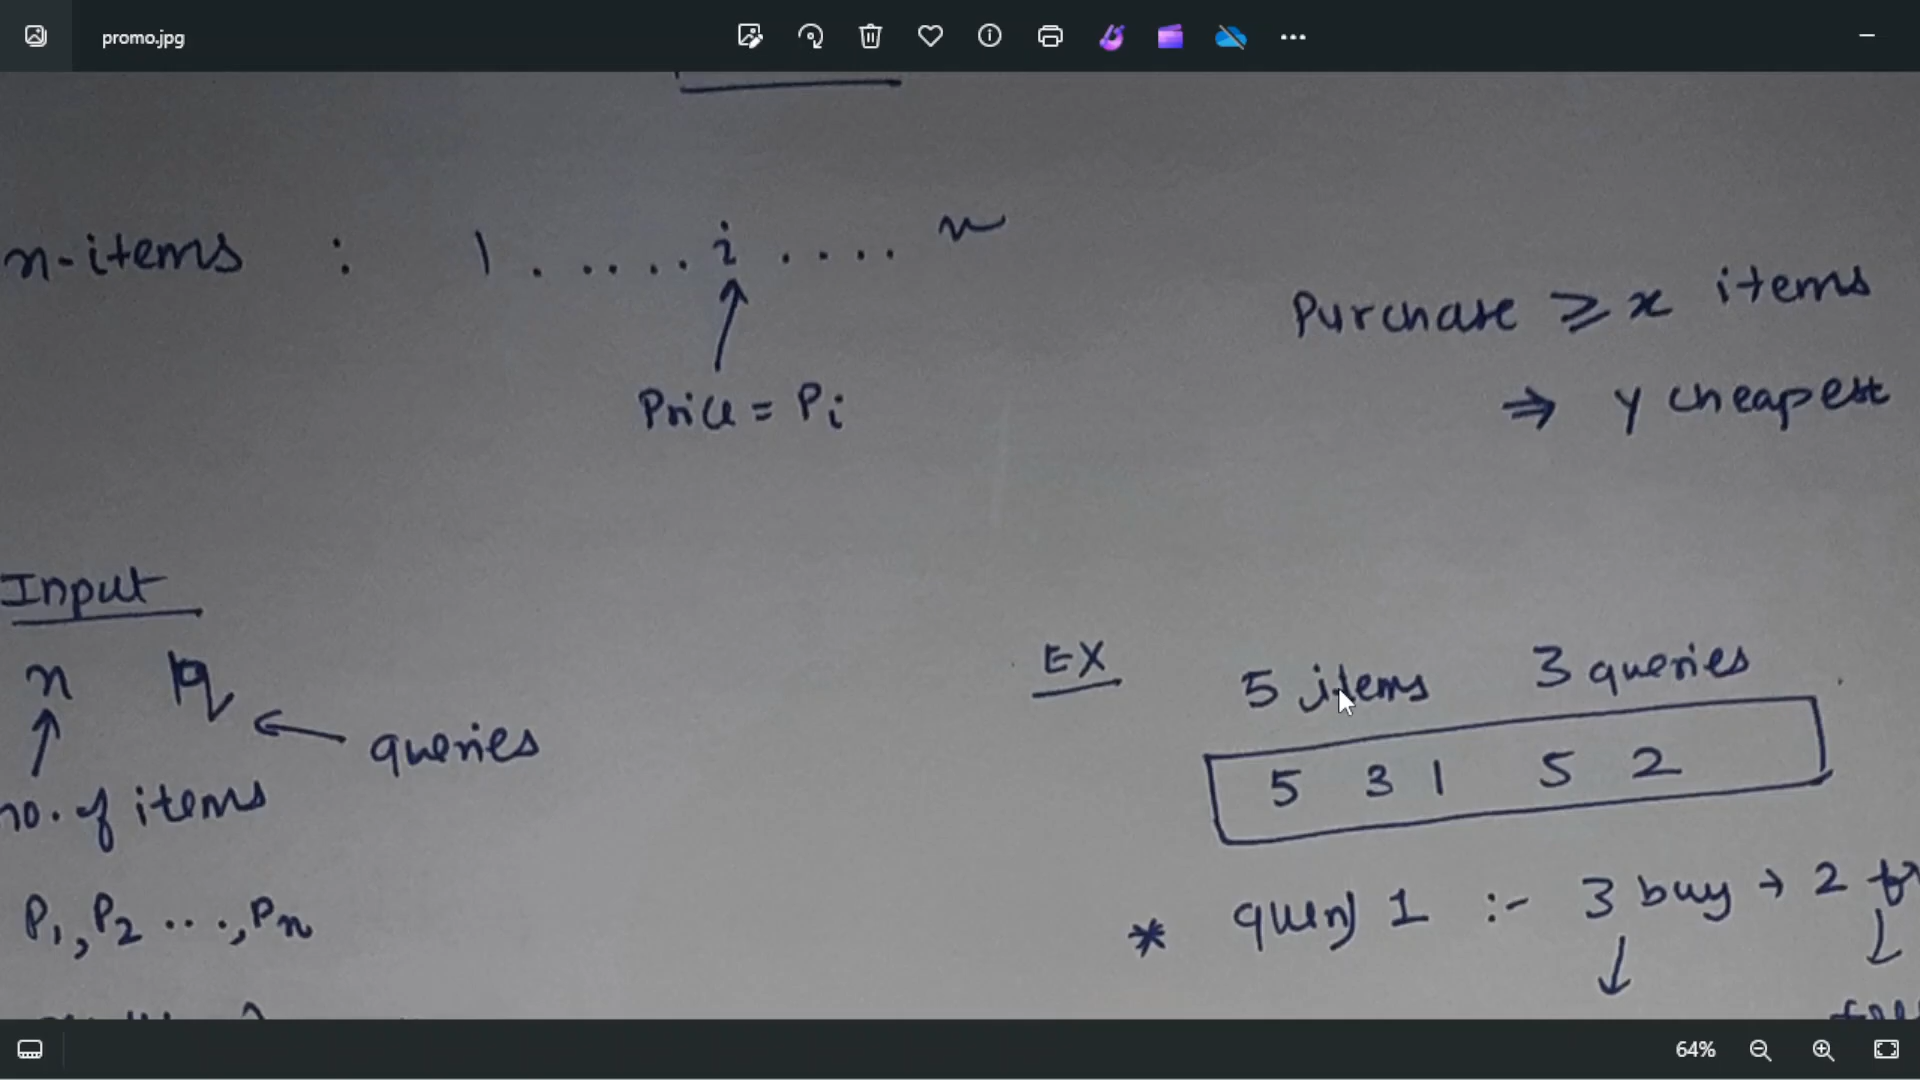 promo.jpg
n-items : 1 . . . . . i . . . . n
Price = Pi
Purchase ≥ x items
⇒ y cheapest
Input
n q
← queries
no. of items
P1, P2 ..., Pn
EX
5 items 3 queries
5 3 1 5 2
* query 1 :- 3 buy → 2
64%